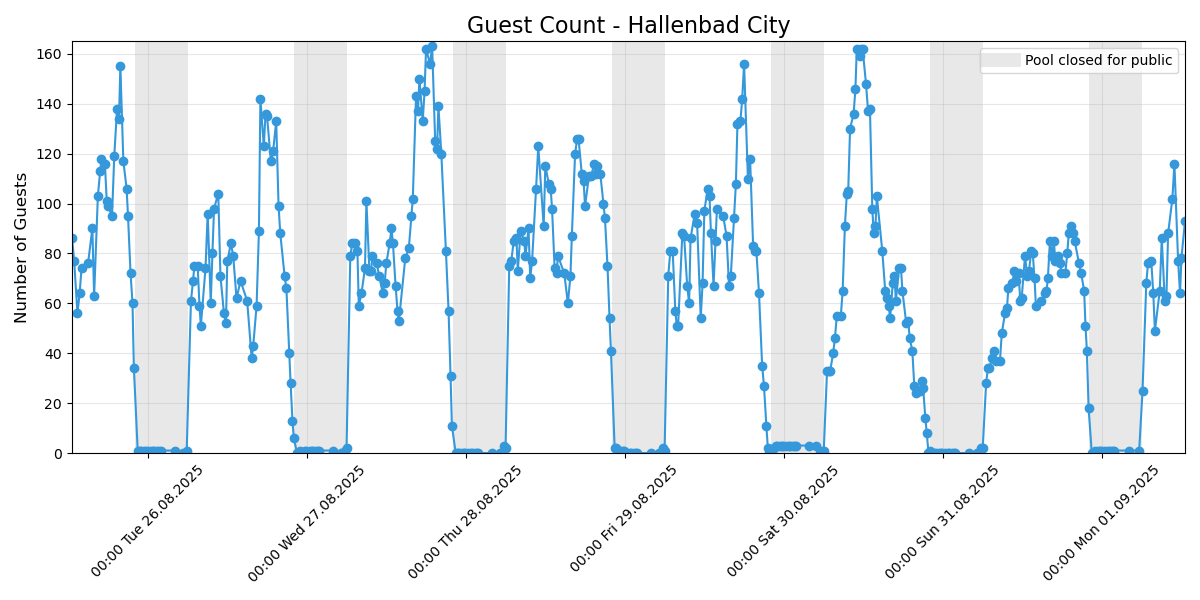 Guest Count - Hallenbad City
Pool closed for public
Number of Guests
160
140
120
100
80
60
40
20
0
00:00 Tue 26.08.2025
00:00 Wed 27.08.2025
00:00 Thu 28.08.2025
00:00 Fri 29.08.2025
00:00 Sat 30.08.2025
00:00 Sun 31.08.2025
00:00 Mon 01.09.2025